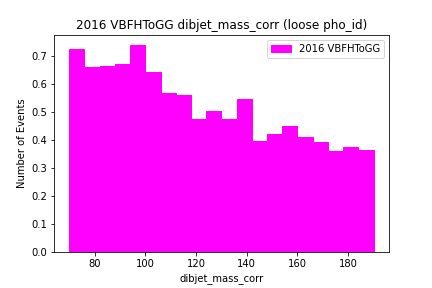 2016 VBFHToGG dibjet_mass_corr (loose pho_id)
2016 VBFHToGG
Number of Events
0.7
0.6
0.5
0.4
0.3
0.2
0.1
0.0
80 100 120 140 160 180
dibjet_mass_corr